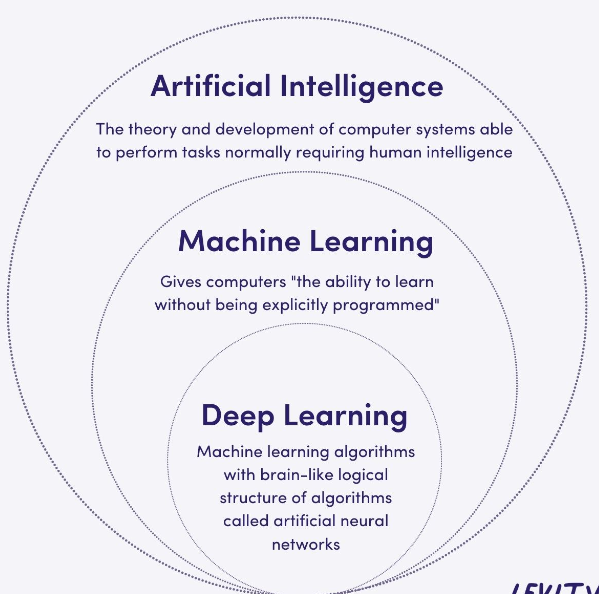 Artificial Intelligence
The theory and development of computer systems able
to perform tasks normally requiring human intelligence
Machine Learning
Gives computers "the ability to learn
without being explicitly programmed"
Deep Learning
Machine learning algorithms
with brain-like logical
structure of algorithms
called artificial neural
networks